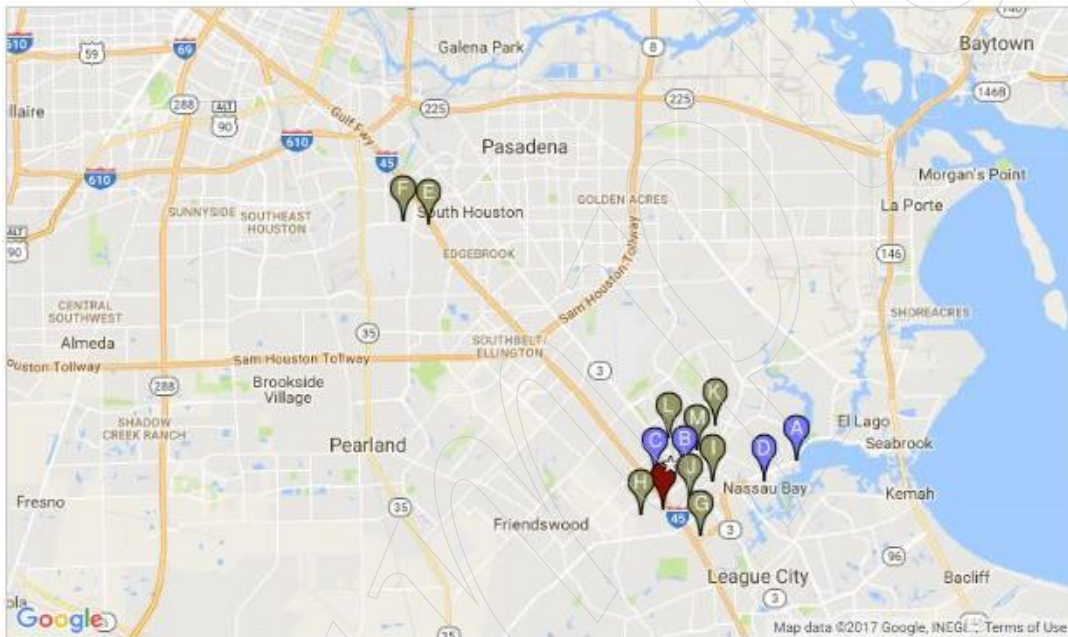 610
69
59
Galena Park
8
140
Baytown
146B
225
225
288
ALT
90
Gulf Fwy
610
45
Pasadena
610
Morgan's Point
F
E
South Houston
GOLDEN ACRES
La Porte
SUNNYSIDE
SOUTHEAST
HOUSTON
ALT
90
EDGEBROOK
146
Sam Houston Tollway
CENTRAL
SOUTHWEST
Almeda
35
SOUTHBELT
ELLINGTON
SHOREACRES
Sam Houston Tollway
288
Brookside
Village
3
K
L
M
SHADOW
CREEK RANCH
Pearland
C
B
I
D
A
El Lago
Seabrook
H
J
G
Nassau Bay
Kemah
Fresno
35
Friendswood
45
3
96
League City
Bacliff
3
Google
35
Map data ©2017 Google, INEGI
Terms of Use